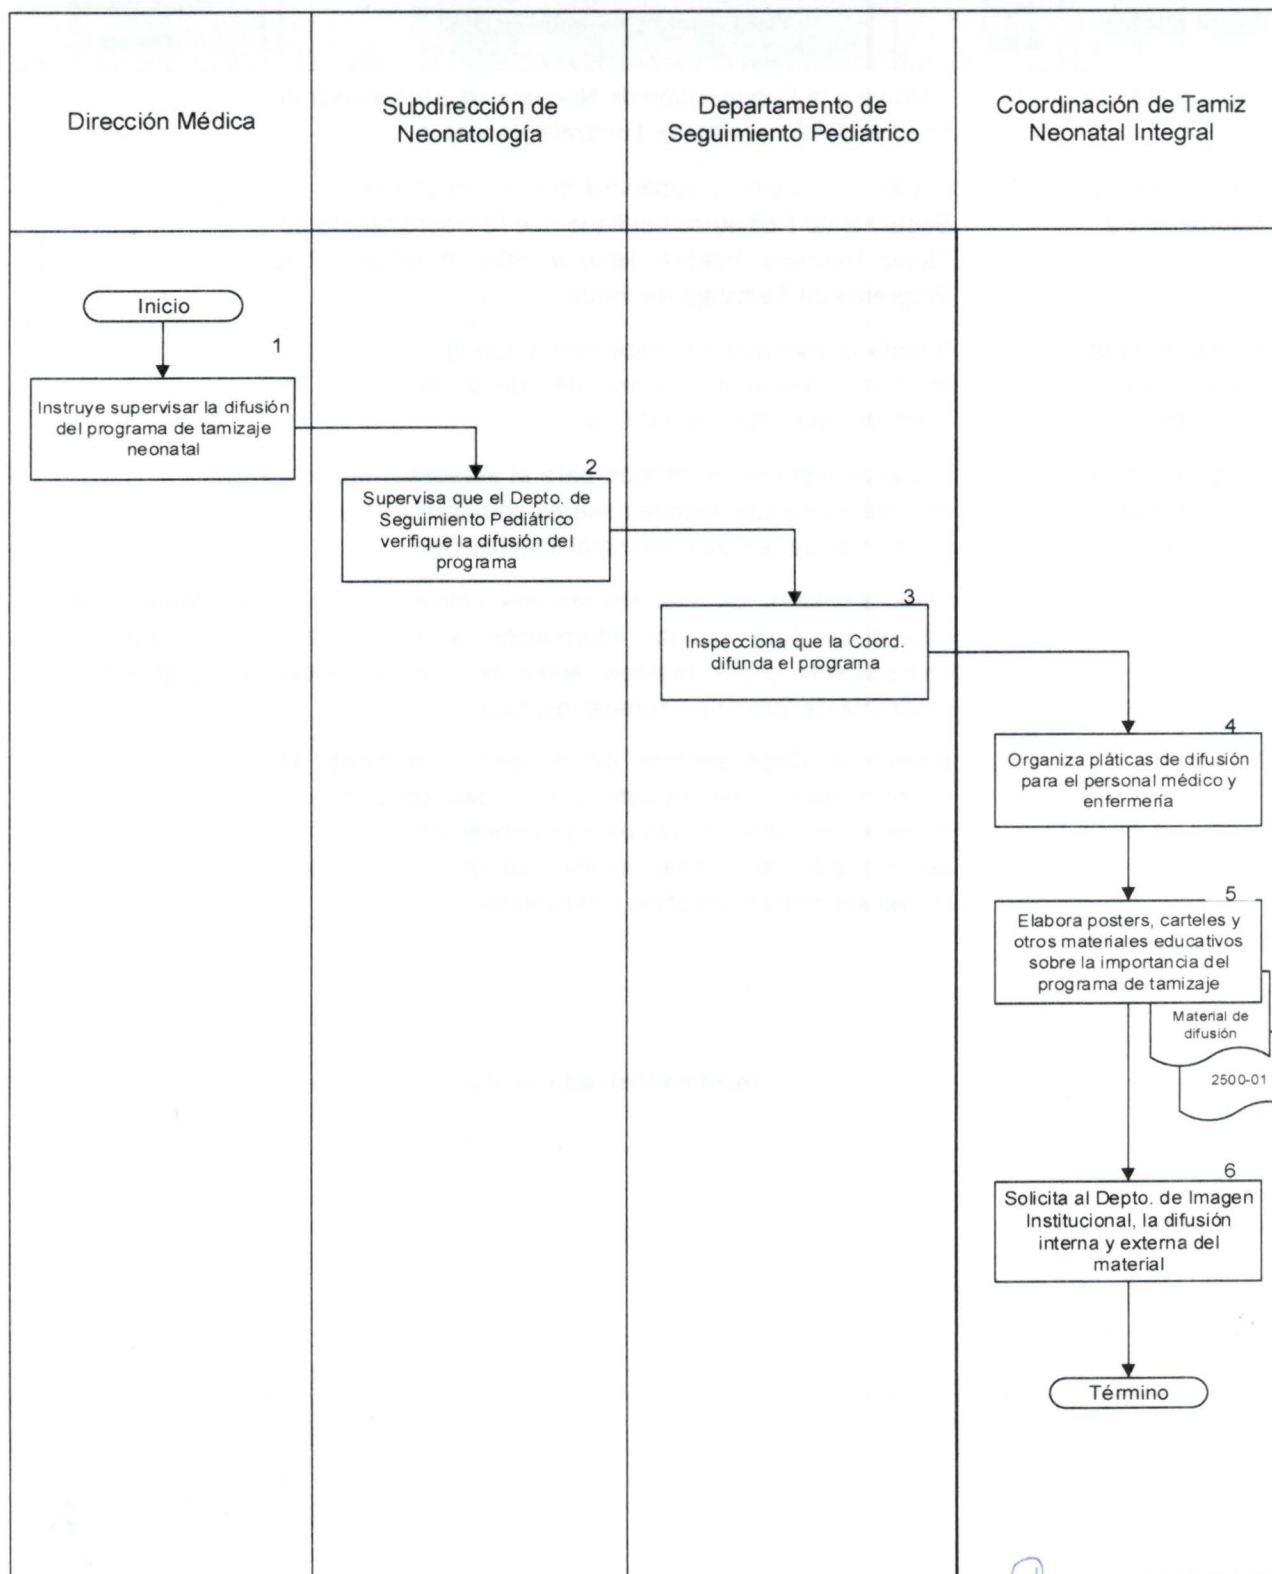 Dirección Médica
Subdirección de
Neonatología
Departamento de
Seguimiento Pediátrico
Coordinación de Tamiz
Neonatal Integral
Inicio
1
Instruye supervisar la difusión
del programa de tamizaje
neonatal
2
Supervisa que el Depto. de
Seguimiento Pediátrico
verifique la difusión del
programa
3
Inspecciona que la Coord.
difunda el programa
4
Organiza pláticas de difusión
para el personal médico y
enfermería
5
Elabora posters, carteles y
otros materiales educativos
sobre la importancia del
programa de tamizaje
Material de
difusión
2500-01
6
Solicita al Depto. de Imagen
Institucional, la difusión
interna y externa del
material
Término